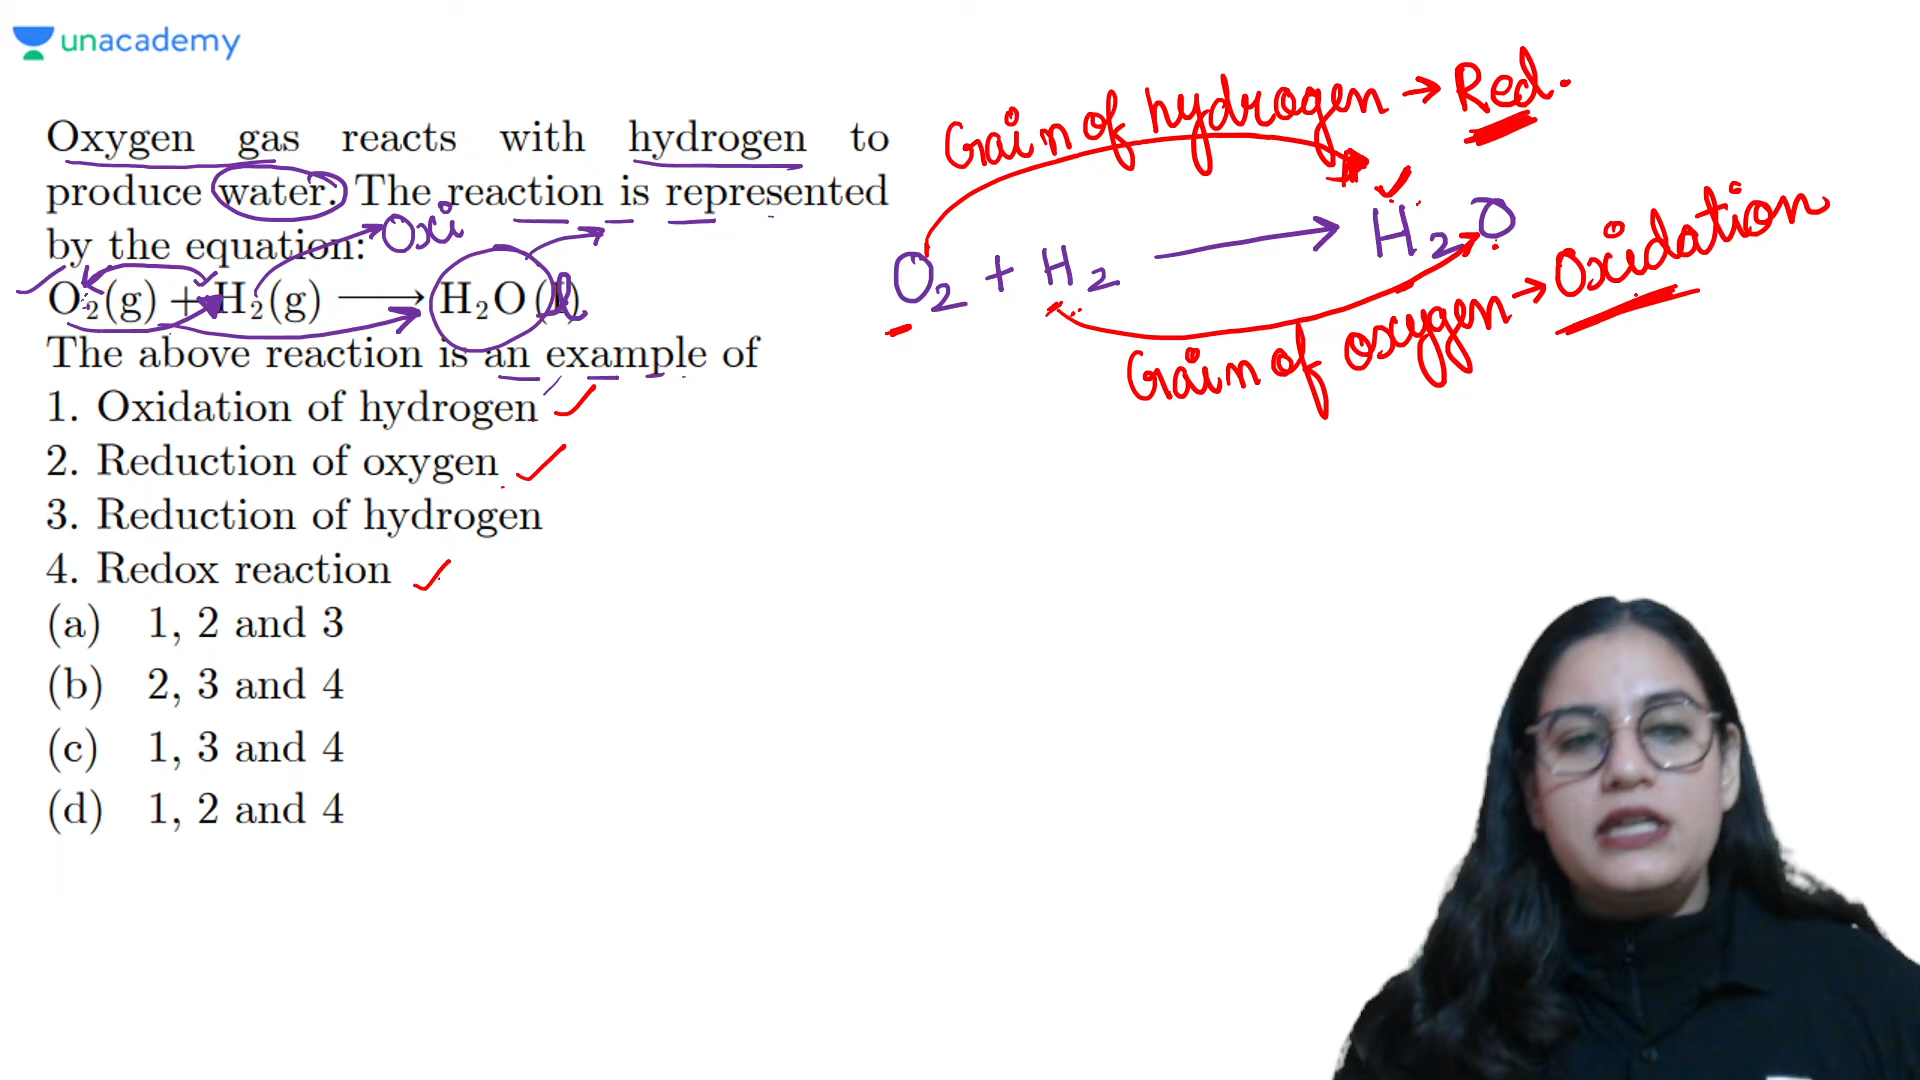 unacademy
Oxygen gas reacts with hydrogen to
produce water. The reaction is represented
by the equation:
Oxi
O₂(g) + H₂(g) ⟶ H₂O(l)
The above reaction is an example of
1. Oxidation of hydrogen ✓
2. Reduction of oxygen ✓
3. Reduction of hydrogen
4. Redox reaction ✓
(a) 1, 2 and 3
(b) 2, 3 and 4
(c) 1, 3 and 4
(d) 1, 2 and 4
Gain of hydrogen → Red.
O₂ + H₂ ⟶ H₂O
Gain of oxygen → Oxidation